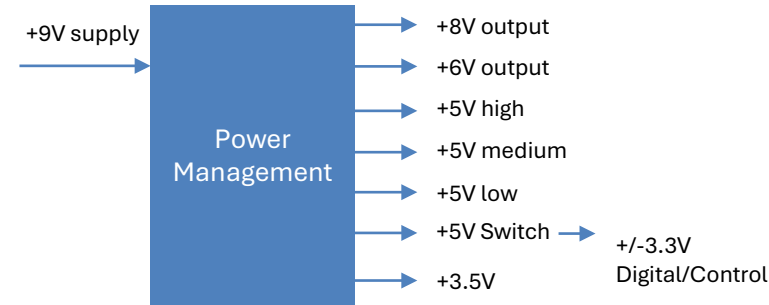 +9V supply
Power
Management
+8V output
+6V output
+5V high
+5V medium
+5V low
+5V Switch
+3.5V
+/-3.3V
Digital/Control